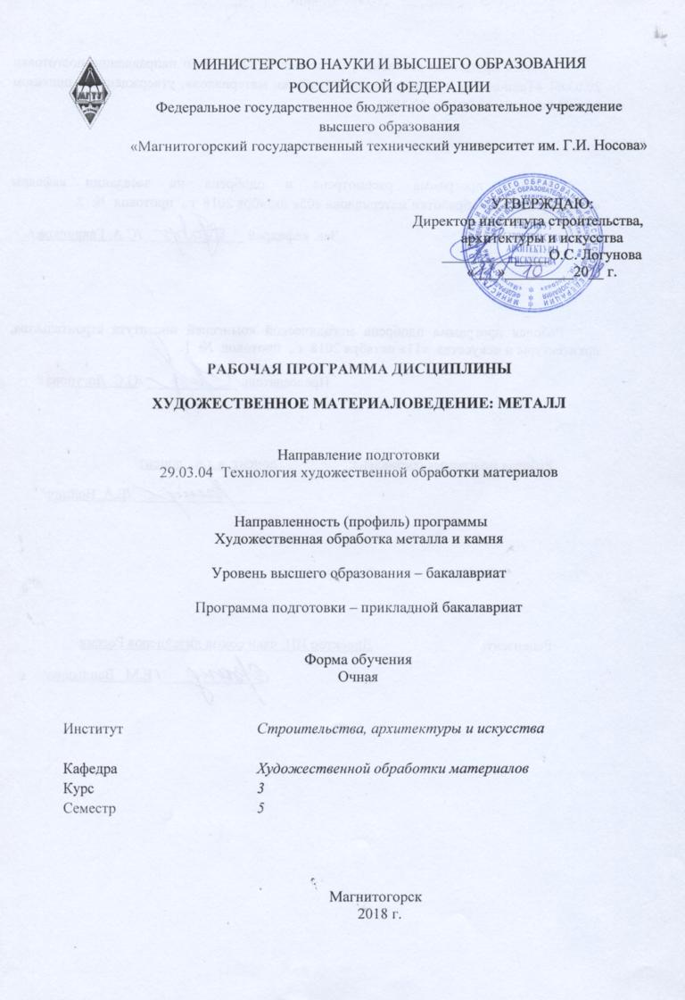 МИНИСТЕРСТВО НАУКИ И ВЫСШЕГО ОБРАЗОВАНИЯ
РОССИЙСКОЙ ФЕДЕРАЦИИ
Федеральное государственное бюджетное образовательное учреждение
высшего образования
«Магнитогорский государственный технический университет им. Г.И. Носова»
МГТУ
УТВЕРЖДАЮ:
Директор института строительства,
архитектуры и искусства
О.С. Логунова
10 2018 г.
РАБОЧАЯ ПРОГРАММА ДИСЦИПЛИНЫ
ХУДОЖЕСТВЕННОЕ МАТЕРИАЛОВЕДЕНИЕ: МЕТАЛЛ
Направление подготовки
29.03.04 Технология художественной обработки материалов
Направленность (профиль) программы
Художественная обработка металла и камня
Уровень высшего образования – бакалавриат
Программа подготовки – прикладной бакалавриат
Форма обучения
Очная
Институт Строительства, архитектуры и искусства
Кафедра Художественной обработки материалов
Курс 3
Семестр 5
Магнитогорск
2018 г.